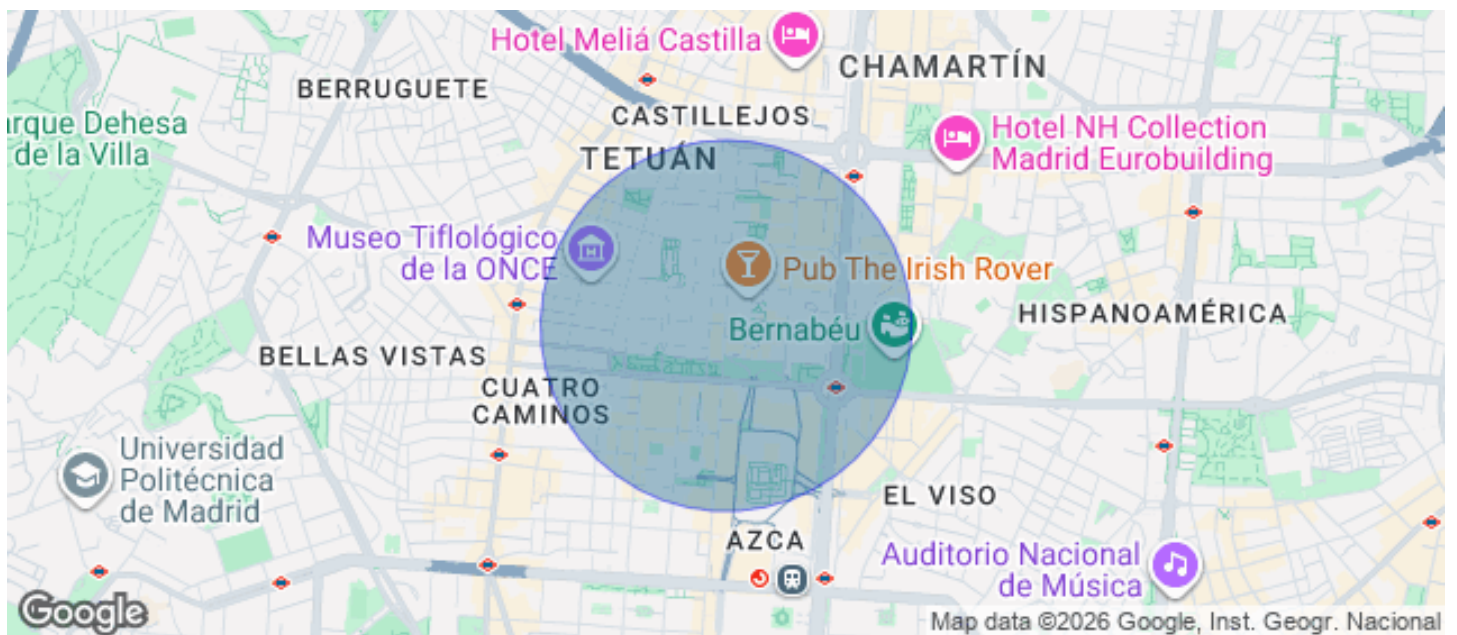 Hotel Meliá Castilla
CHAMARTÍN
BERRUGUETE
CASTILLEJOS
arque Dehesa
de la Villa
Hotel NH Collection
Madrid Eurobuilding
TETUÁN
Museo Tiflológico
de la ONCE
Pub The Irish Rover
HISPANOAMÉRICA
Bernabéu
BELLAS VISTAS
CUATRO
CAMINOS
Universidad
Politécnica
de Madrid
EL VISO
AZCA
Auditorio Nacional
de Música
Google
Map data ©2026 Google, Inst. Geogr. Nacional